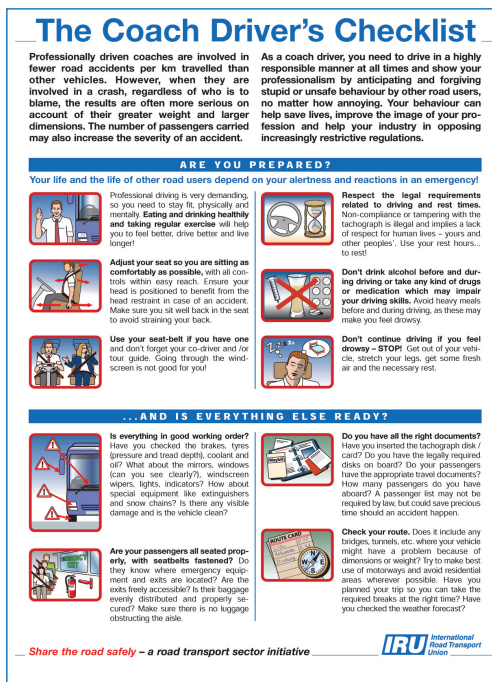 The Coach Driver's Checklist
Professionally driven coaches are involved in
fewer road accidents per km travelled than
other vehicles. However, when they are
involved in a crash, regardless of who is to
blame, the results are often more serious on
account of their greater weight and larger
dimensions. The number of passengers carried
may also increase the severity of an accident.
As a coach driver, you need to drive in a highly
responsible manner at all times and show your
professionalism by anticipating and forgiving
stupid or unsafe behaviour by other road users,
no matter how annoying. Your behaviour can
help save lives, improve the image of your pro-
fession and help your industry in opposing
increasingly restrictive regulations.
ARE YOU PREPARED?
Your life and the life of other road users depend on your alertness and reactions in an emergency!
Professional driving is very demanding,
so you need to stay fit, physically and
mentally. Eating and drinking healthily
and taking regular exercise will help
you to feel better, drive better and live
longer!
Adjust your seat so you are sitting as
comfortably as possible, with all con-
trols within easy reach. Ensure your
head is positioned to benefit from the
head restraint in case of an accident.
Make sure you sit well back in the seat
to avoid straining your back.
Use your seat-belt if you have one
and don't forget your co-driver and /or
tour guide. Going through the wind-
screen is not good for you!
Respect the legal requirements
related to driving and rest times.
Non-compliance or tampering with the
tachograph is illegal and implies a lack
of respect for human lives – yours and
other peoples'. Use your rest hours...
to rest!
Don't drink alcohol before and dur-
ing driving or take any kind of drugs
or medication which may impair
your driving skills. Avoid heavy meals
before and during driving, as these may
make you feel drowsy.
Don't continue driving if you feel
drowsy – STOP! Get out of your vehi-
cle, stretch your legs, get some fresh
air and the necessary rest.
...AND IS EVERYTHING ELSE READY?
Is everything in good working order?
Have you checked the brakes, tyres
(pressure and tread depth), coolant and
oil? What about the mirrors, windows
(can you see clearly?), windscreen
wipers, lights, indicators? How about
special equipment like extinguishers
and snow chains? Is there any visible
damage and is the vehicle clean?
Are your passengers all seated prop-
erly, with seatbelts fastened? Do
they know where emergency equip-
ment and exits are located? Are the
exits freely accessible? Is their baggage
evenly distributed and properly se-
cured? Make sure there is no luggage
obstructing the aisle.
Do you have all the right documents?
Have you inserted the tachograph disk /
card? Do you have the legally required
disks on board? Do your passengers
have the appropriate travel documents?
How many passengers do you have
aboard? A passenger list may not be
required by law, but could save precious
time should an accident happen.
ROUTE CARD
N
E
S
W
Check your route. Does it include any
bridges, tunnels, etc. where your vehicle
might have a problem because of
dimensions or weight? Try to make best
use of motorways and avoid residential
areas wherever possible. Have you
planned your trip so you can take the
required breaks at the right time? Have
you checked the weather forecast?
Share the road safely – a road transport sector initiative
IRU International
Road Transport
Union